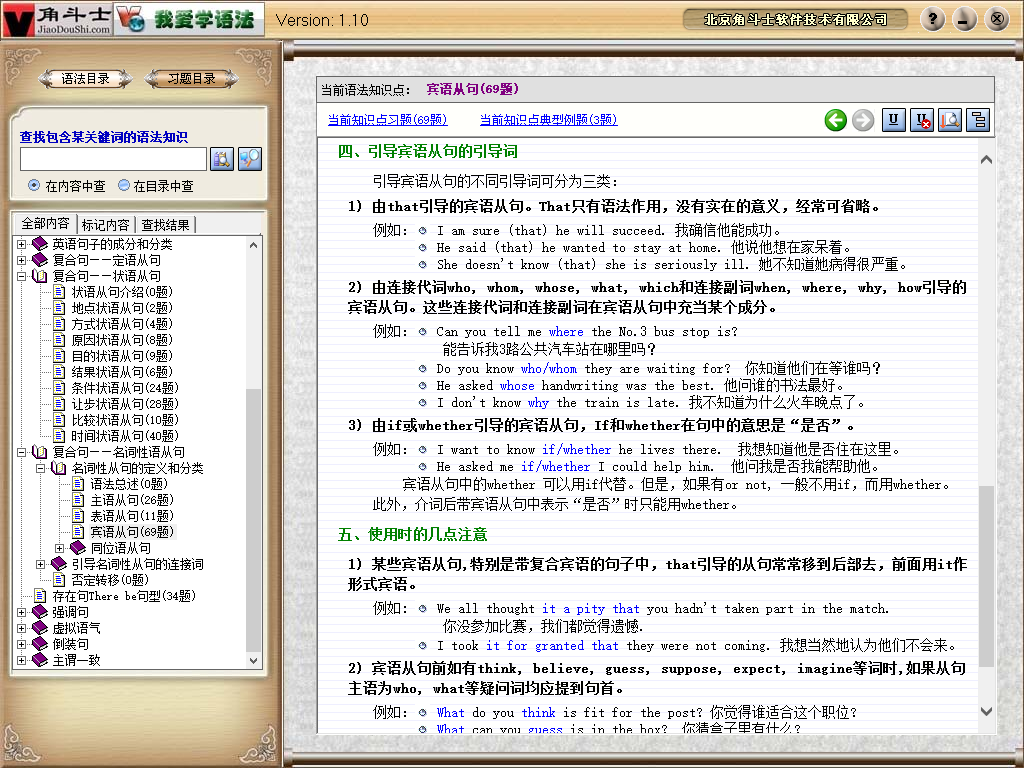 角斗士
JiaoDouShi.com
我爱学语法
Version: 1.10
北京角斗士软件技术有限公司
语法目录
习题目录
查找包含某关键词的语法知识
在内容中查
在目录中查
全部内容
标记内容
查找结果
英语句子的成分和分类
复合句——定语从句
复合句——状语从句
状语从句介绍(0题)
地点状语从句(2题)
方式状语从句(4题)
原因状语从句(8题)
目的状语从句(9题)
结果状语从句(6题)
条件状语从句(24题)
让步状语从句(28题)
比较状语从句(10题)
时间状语从句(40题)
复合句——名词性语从句
名词性从句的定义和分类
语法总述(0题)
主语从句(26题)
表语从句(11题)
宾语从句(69题)
同位语从句
引导名词性从句的连接词
否定转移(0题)
存在句There be句型(34题)
强调句
虚拟语气
倒装句
主谓一致
当前语法知识点: 宾语从句(69题)
当前知识点习题(69题)
当前知识点典型例题(3题)
四、引导宾语从句的引导词
引导宾语从句的不同引导词可分为三类:
1) 由that引导的宾语从句。That只有语法作用, 没有实在的意义, 经常可省略。
例如: I am sure (that) he will succeed. 我确信他能成功。
He said (that) he wanted to stay at home. 他说他想在家呆着。
She doesn't know (that) she is seriously ill. 她不知道她病得很严重。
2) 由连接代词who, whom, whose, what, which和连接副词when, where, why, how引导的
宾语从句。这些连接代词和连接副词在宾语从句中充当某个成分。
例如: Can you tell me where the No.3 bus stop is?
能告诉我3路公共汽车站在哪里吗?
Do you know who/whom they are waiting for? 你知道他们在等谁吗?
He asked whose handwriting was the best. 他问谁的书法最好。
I don't know why the train is late. 我不知道为什么火车晚点了。
3) 由if或whether引导的宾语从句, If和whether在句中的意思是“是否”。
例如: I want to know if/whether he lives there. 我想知道他是否住在这里。
He asked me if/whether I could help him. 他问我是否我能帮助他。
宾语从句中的whether 可以用if代替。但是, 如果有or not, 一般不用if, 而用whether。
此外, 介词后带宾语从句中表示“是否”时只能用whether。
五、使用时的几点注意
1) 某些宾语从句,特别是带复合宾语的句子中, that引导的从句常常移到后部去, 前面用it作
形式宾语。
例如: We all thought it a pity that you hadn't taken part in the match.
你没参加比赛, 我们都觉得遗憾.
I took it for granted that they were not coming. 我想当然地认为他们不会来。
2) 宾语从句前如有think, believe, guess, suppose, expect, imagine等词时,如果从句
主语为who, what等疑问词均应提到句首。
例如: What do you think is fit for the post? 你觉得谁适合这个职位?
What can you guess is in the box? 你猜盒子里有什么?